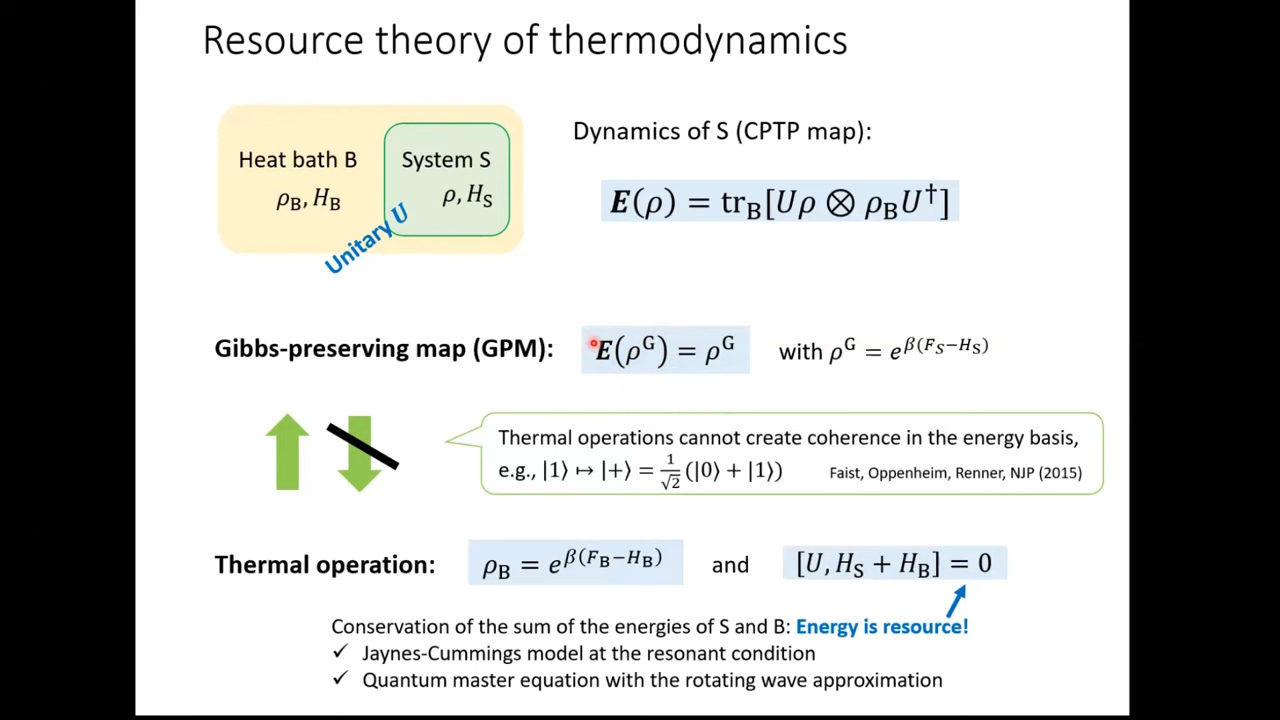 Resource theory of thermodynamics
Heat bath B
ρ_B, H_B
System S
ρ, H_S
Unitary U
Dynamics of S (CPTP map):
E(ρ) = tr_B[Uρ ⊗ ρ_B U†]
Gibbs-preserving map (GPM): E(ρ^G) = ρ^G with ρ^G = e^{β(F_S−H_S)}
Thermal operations cannot create coherence in the energy basis,
e.g., |1⟩ ↦ |+⟩ = 1/√2 (|0⟩ + |1⟩) Faist, Oppenheim, Renner, NJP (2015)
Thermal operation: ρ_B = e^{β(F_B−H_B)} and [U, H_S + H_B] = 0
Conservation of the sum of the energies of S and B: Energy is resource!
✓ Jaynes-Cummings model at the resonant condition
✓ Quantum master equation with the rotating wave approximation